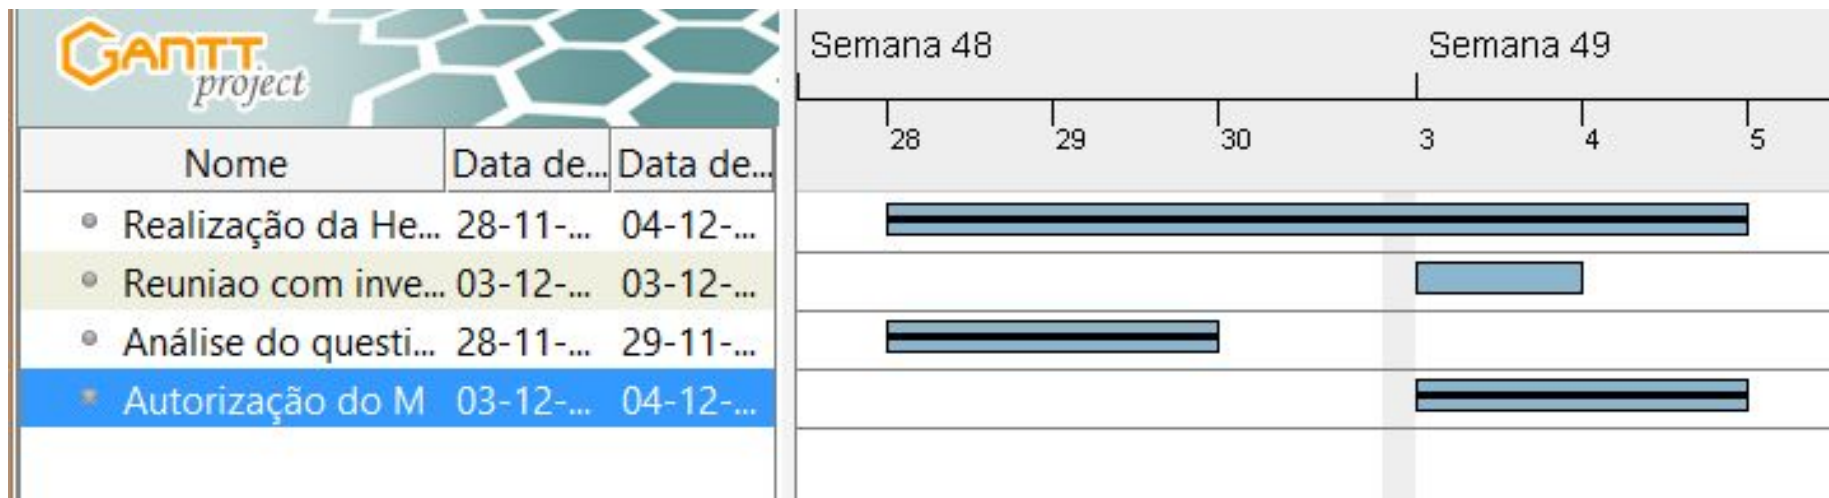 GANTT
project
Semana 48 Semana 49
28 29 30 3 4 5
Nome Data de... Data de...
Realização da He... 28-11-... 04-12-...
Reuniao com inve... 03-12-... 03-12-...
Análise do questi... 28-11-... 29-11-...
Autorização do M 03-12-... 04-12-...